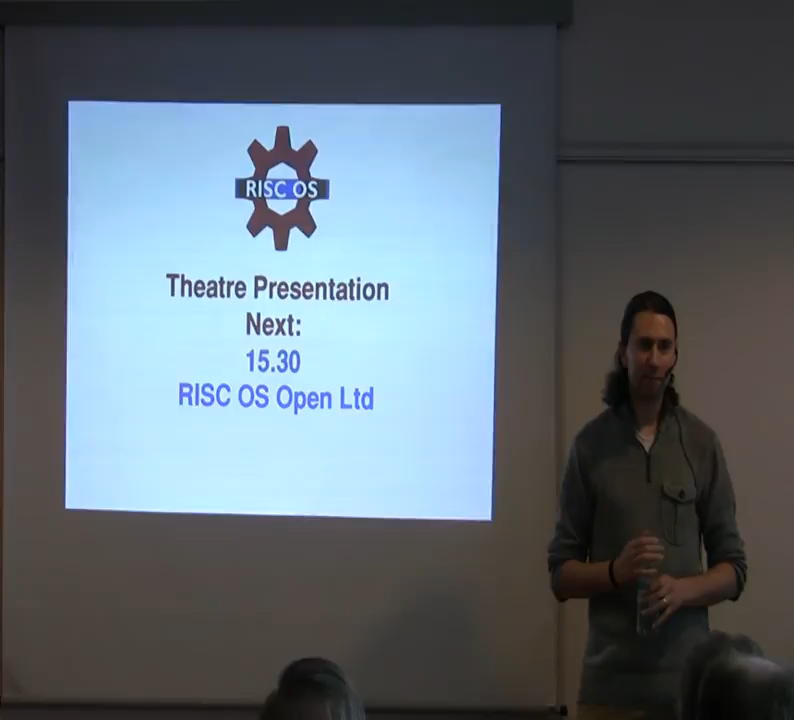 RISC OS
Theatre Presentation
Next:
15.30
RISC OS Open Ltd